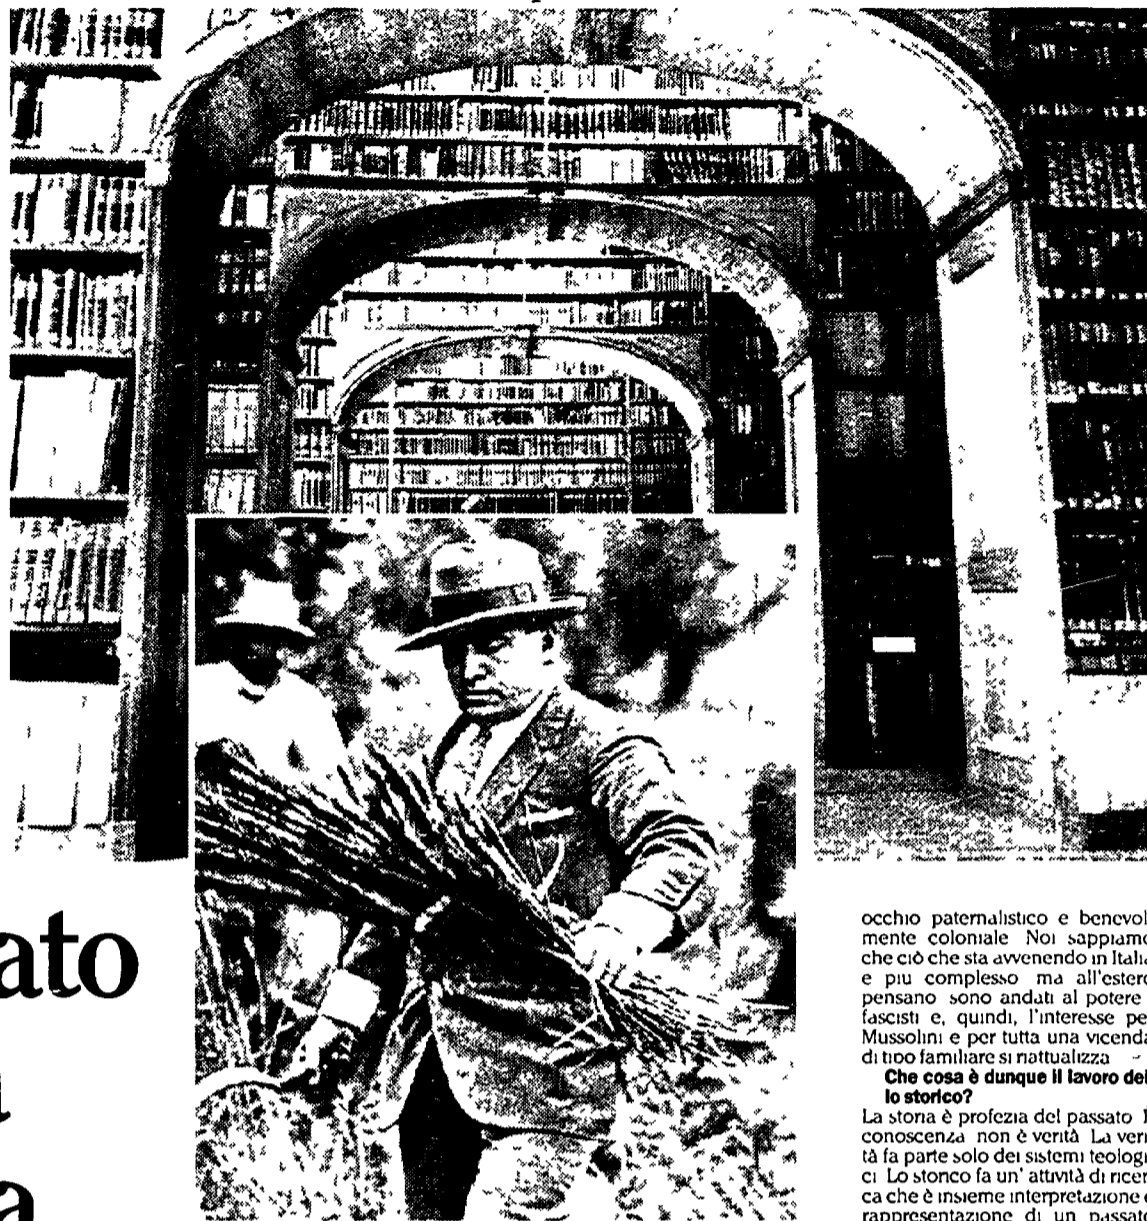 ato
a
occhio paternalistico e benevol
mente coloniale Noi sappiamo
che ciò che sta avvenendo in Italia
e piu complesso ma all'estero
pensano sono andati al potere
fascisti e, quindi, l'interesse pe
Mussolini e per tutta una vicenda
di tipo familiare si riattualizza
Che cosa è dunque il lavoro del
lo storico?
La storia è profezia del passato
conoscenza non è verità La veri
tà fa parte solo dei sistemi teologi
ci Lo storico fa un' attività di ricer
ca che è insieme interpretazione e
rappresentazione di un passato